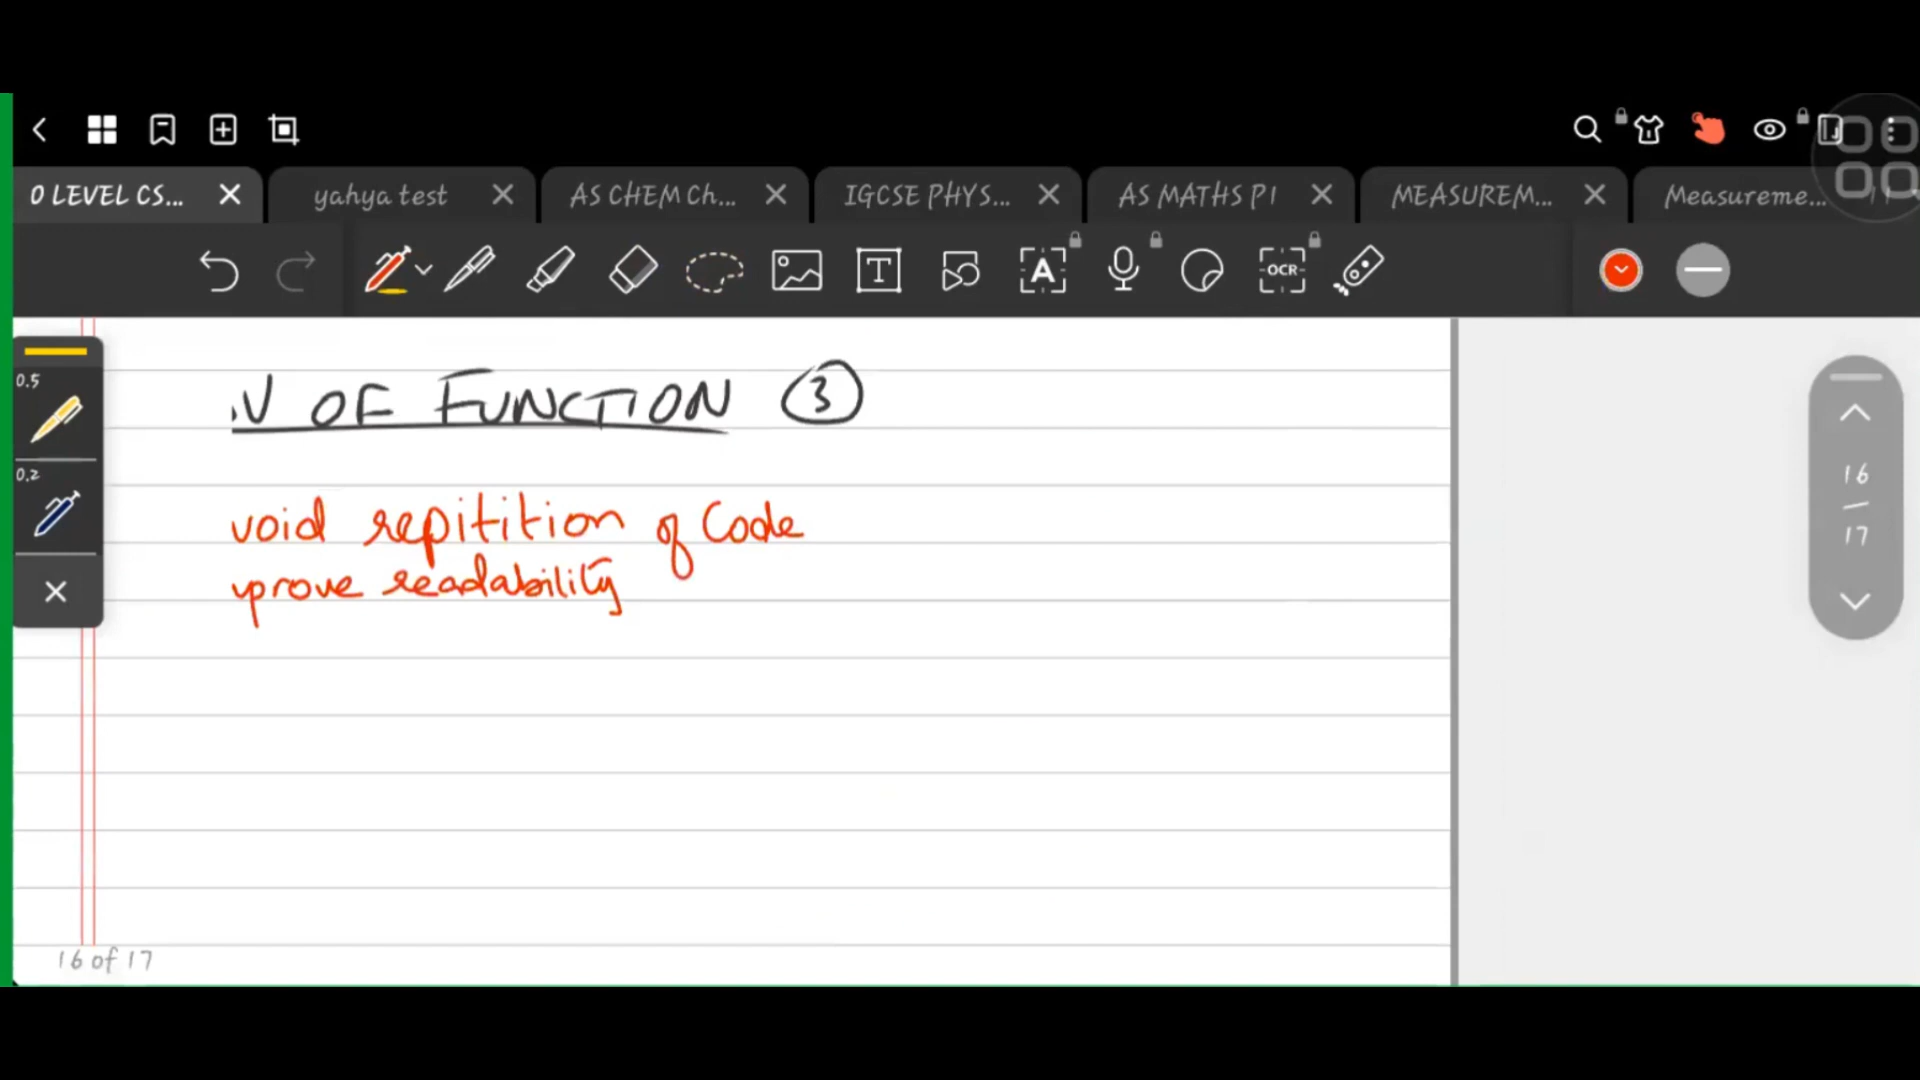 O LEVEL CS...
yahya test
AS CHEM Ch...
IGCSE PHYS...
AS MATHS P1
MEASUREM...
Measureme...
T
A
OCR
0.5
0.2
OF FUNCTION 3
void repitition of Code
prove readability
16
17
16 of 17